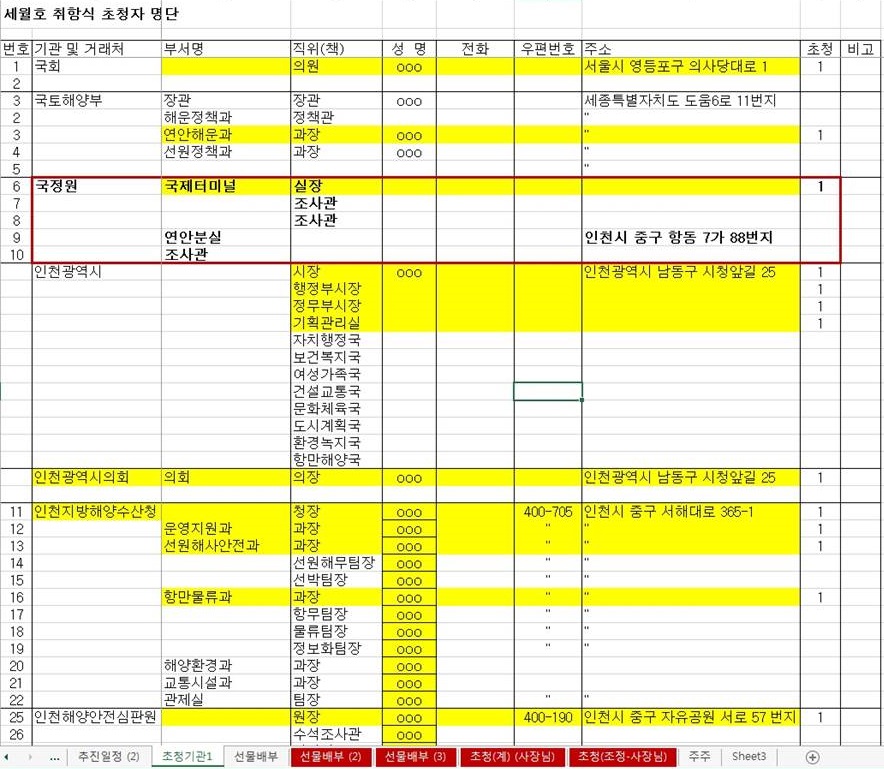 세월호 취항식 초청자 명단
번호 기관 및 거래처 부서명 직위(책) 성 명 전화 우편번호 주소 초청 비고
1 국회 의원 ooo 서울시 영등포구 의사당대로 1 1
2
3 국토해양부 장관 장관 ooo 세종특별자치도 도움6로 11번지
2 해운정책과 정책관 "
3 연안해운과 과장 ooo " 1
4 선원정책과 과장 ooo "
5 "
6 국정원 국제터미널 실장 1
7 조사관
8 조사관
9 연안분실 인천시 중구 항동 7가 88번지
10 조사관
인천광역시 시장 ooo 인천광역시 남동구 시청앞길 25 1
행정부시장 1
정무부시장 1
기획관리실 1
자치행정국
보건복지국
여성가족국
건설교통국
문화체육국
도시계획국
환경녹지국
항만해양국
인천광역시의회 의회 의장 ooo 인천광역시 남동구 시청앞길 25 1
11 인천지방해양수산청 청장 ooo 400-705 인천시 중구 서해대로 365-1 1
12 운영지원과 과장 ooo " " 1
13 선원해사안전과 과장 ooo " " 1
14 선원해무팀장 ooo " "
15 선박팀장 ooo " "
16 항만물류과 과장 ooo " " 1
17 항무팀장 ooo " "
18 물류팀장 ooo " "
19 정보화팀장 ooo " "
20 해양환경과 과장 ooo
21 교통시설과 과장 ooo
22 관제실 팀장 ooo " "
25 인천해양안전심판원 원장 ooo 400-190 인천시 중구 자유공원 서로 57 번지 1
26 수석조사관 ooo
... 추진일정 (2) 초청기관1 선물배부 선물배부 (2) 선물배부 (3) 초청(계) (사장님) 초청(조정-사장님) 주주 Sheet3